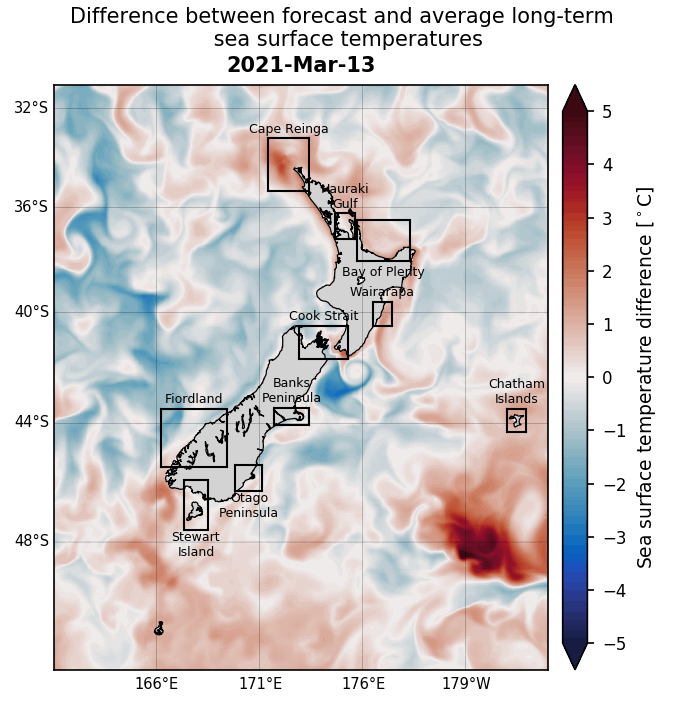 Difference between forecast and average long-term
sea surface temperatures
2021-Mar-13
32°S
36°S
40°S
44°S
48°S
166°E
171°E
176°E
179°W
Cape Reinga
Hauraki
Gulf
Bay of Plenty
Wairarapa
Cook Strait
Banks
Peninsula
Fiordland
Chatham
Islands
Otago
Peninsula
Stewart
Island
5
4
3
2
1
0
−1
−2
−3
−4
−5
Sea surface temperature difference [°C]